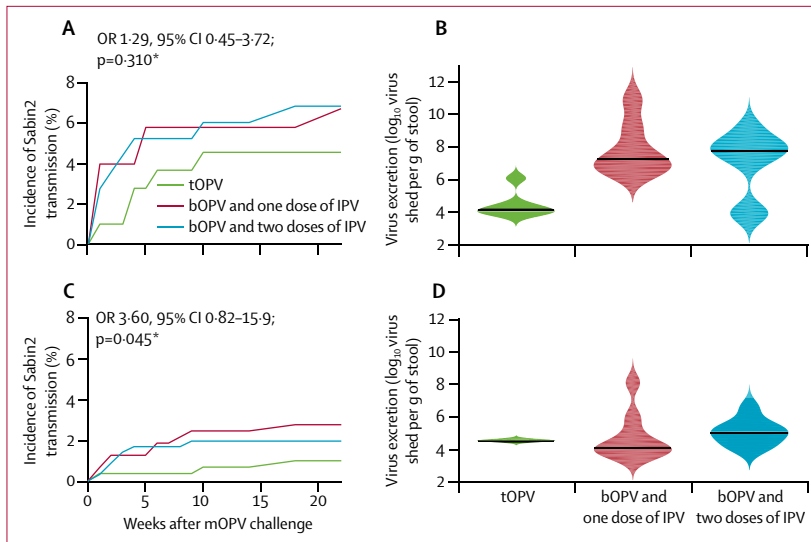 A
OR 1·29, 95% CI 0·45–3·72;
p=0·310*
Incidence of Sabin2
transmission (%)
8
6
4
2
0
tOPV
bOPV and one dose of IPV
bOPV and two doses of IPV
B
Virus excretion (log₁₀ virus
shed per g of stool)
12
10
8
6
4
2
C
OR 3·60, 95% CI 0·82–15·9;
p=0·045*
Incidence of Sabin2
transmission (%)
8
6
4
2
0
0
5
10
15
20
Weeks after mOPV challenge
D
Virus excretion (log₁₀ virus
shed per g of stool)
12
10
8
6
4
2
tOPV
bOPV and
one dose of IPV
bOPV and
two doses of IPV